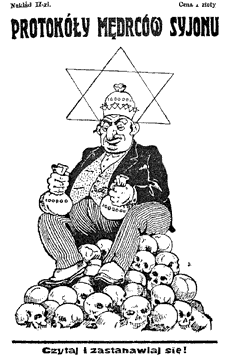 Nakład II-gi. Cena 1 złoty
PROTOKÓŁY MĘDRCÓW SYJONU
Czytaj i zastanawiaj się!